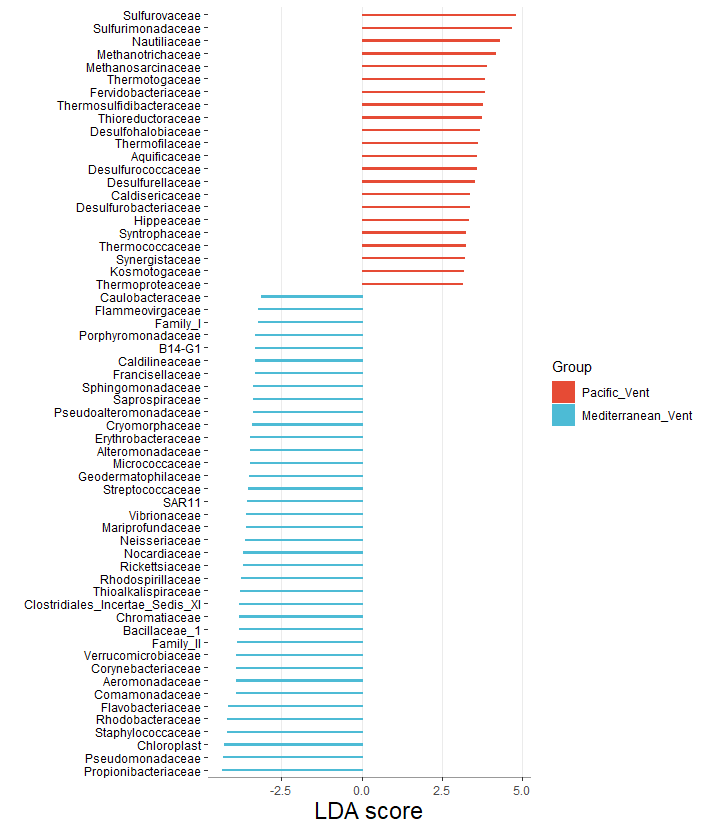 Sulfurovaceae
Sulfurimonadaceae
Nautiliaceae
Methanotrichaceae
Methanosarcinaceae
Thermotogaceae
Fervidobacteriaceae
Thermosulfidibacteraceae
Thioreductoraceae
Desulfohalobiaceae
Thermofilaceae
Aquificaceae
Desulfurococcaceae
Desulfurellaceae
Caldisericaceae
Desulfurobacteriaceae
Hippeaceae
Syntrophaceae
Thermococcaceae
Synergistaceae
Kosmotogaceae
Thermoproteaceae
Caulobacteraceae
Flammeovirgaceae
Family_I
Porphyromonadaceae
B14-G1
Caldilineaceae
Francisellaceae
Sphingomonadaceae
Saprospiraceae
Pseudoalteromonadaceae
Cryomorphaceae
Erythrobacteraceae
Alteromonadaceae
Micrococcaceae
Geodermatophilaceae
Streptococcaceae
SAR11
Vibrionaceae
Mariprofundaceae
Neisseriaceae
Nocardiaceae
Rickettsiaceae
Rhodospirillaceae
Thioalkalispiraceae
Clostridiales_Incertae_Sedis_XI
Chromatiaceae
Bacillaceae_1
Family_II
Verrucomicrobiaceae
Corynebacteriaceae
Aeromonadaceae
Comamonadaceae
Flavobacteriaceae
Rhodobacteraceae
Staphylococcaceae
Chloroplast
Pseudomonadaceae
Propionibacteriaceae
-2.5 0.0 2.5 5.0
LDA score
Group
Pacific_Vent
Mediterranean_Vent